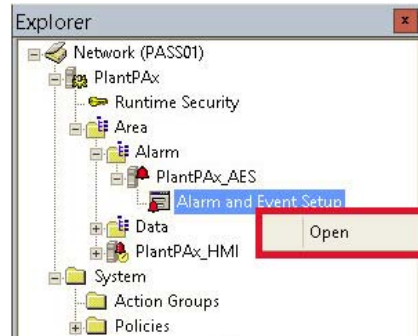 Explorer
x
Network (PASS01)
PlantPAx
Runtime Security
Area
Alarm
PlantPAx_AES
Alarm and Event Setup
Open
Data
PlantPAx_HMI
System
Action Groups
Policies